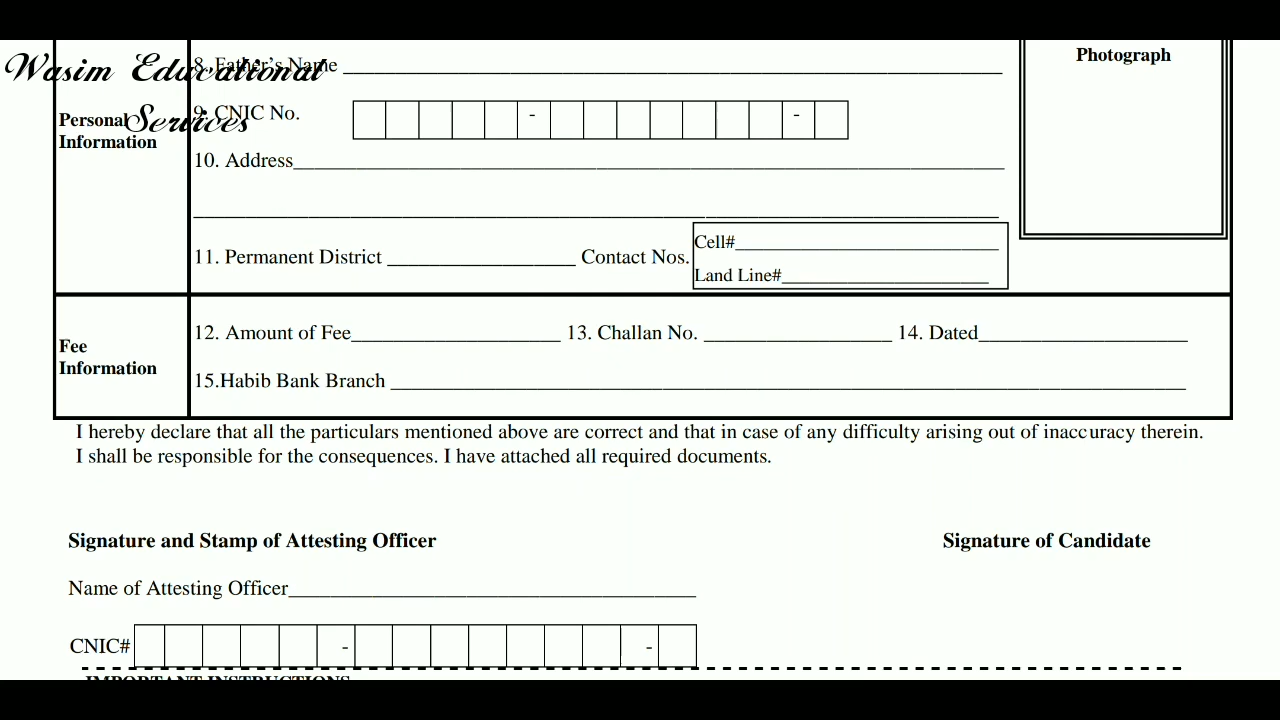 Wasim Educational
Services
Photograph
8. Father's Name
Personal
Information
9. CNIC No. - -
10. Address
11. Permanent District Contact Nos.
Cell#
Land Line#
Fee
Information
12. Amount of Fee 13. Challan No. 14. Dated
15.Habib Bank Branch
I hereby declare that all the particulars mentioned above are correct and that in case of any difficulty arising out of inaccuracy therein.
I shall be responsible for the consequences. I have attached all required documents.
Signature and Stamp of Attesting Officer Signature of Candidate
Name of Attesting Officer
CNIC# - -
IMPORTANT INSTRUCTIONS